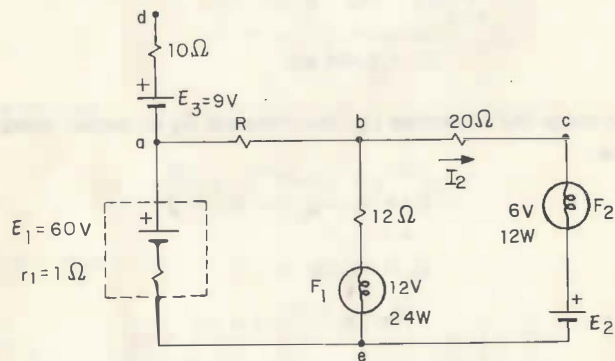 d
10Ω
+
E3=9V
a
R
b
20Ω
c
I2
+
E1=60V
r1=1Ω
12Ω
F1
12V
24W
6V
12W
F2
+
E2
e